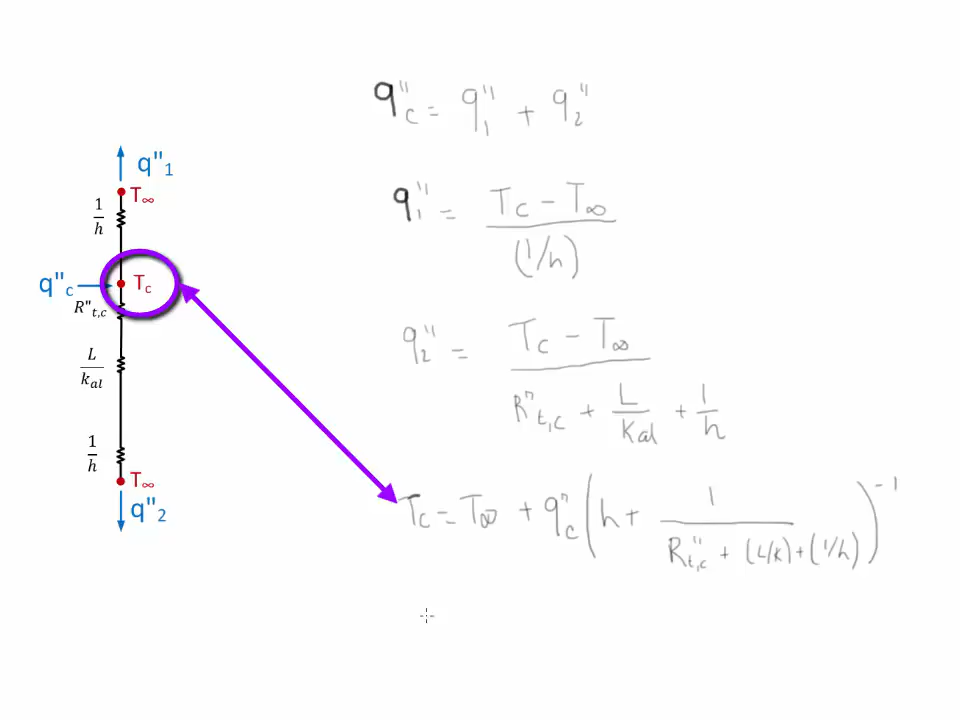 q"c = q"1 + q"2
q"1
T∞
1/h
q"1 = (Tc − T∞) / (1/h)
q"c
Tc
R"t,c
q"2 = (Tc − T∞) / (R"t,c + L/kal + 1/h)
L/kal
1/h
T∞
q"2
Tc = T∞ + q"c (h + 1 / (R"t,c + (L/k) + (1/h)))^−1